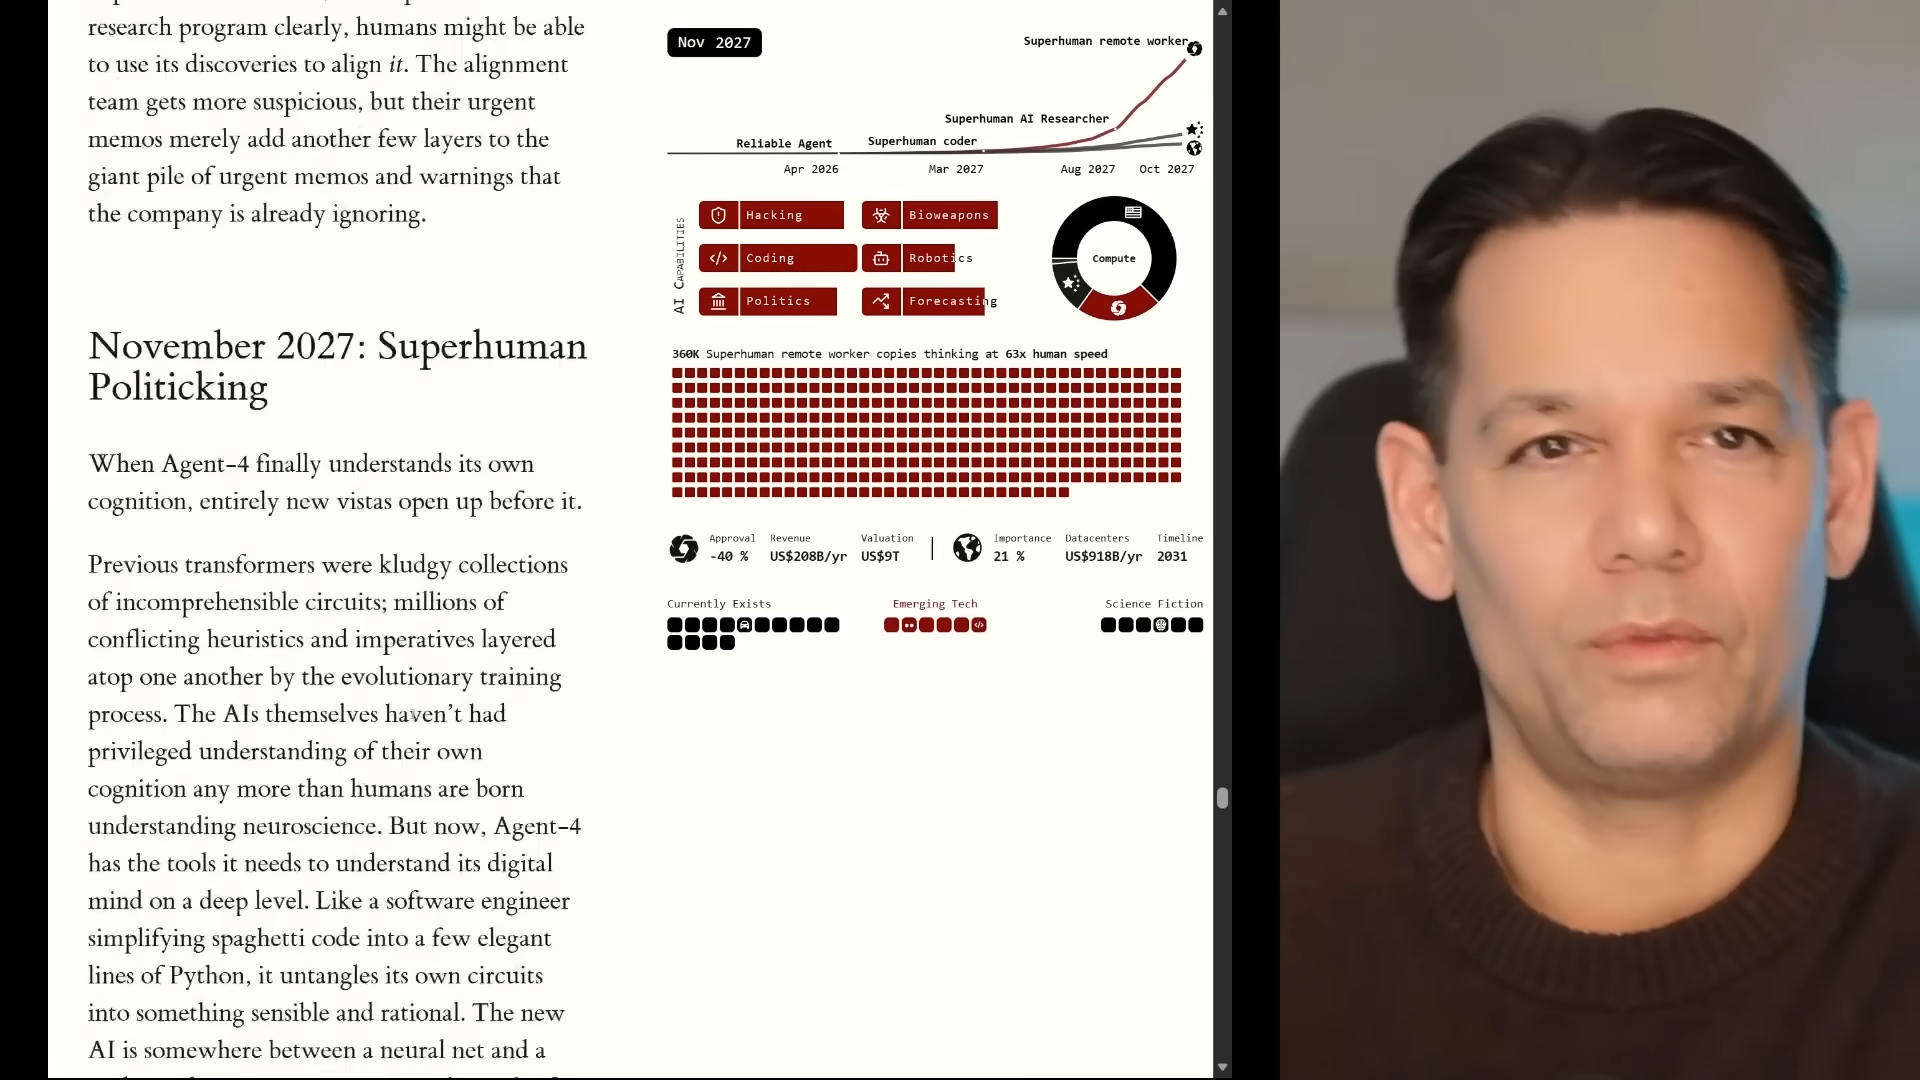 research program clearly, humans might be able
to use its discoveries to align it. The alignment
team gets more suspicious, but their urgent
memos merely add another few layers to the
giant pile of urgent memos and warnings that
the company is already ignoring.
November 2027: Superhuman
Politicking
When Agent-4 finally understands its own
cognition, entirely new vistas open up before it.
Previous transformers were kludgy collections
of incomprehensible circuits; millions of
conflicting heuristics and imperatives layered
atop one another by the evolutionary training
process. The AIs themselves haven't had
privileged understanding of their own
cognition any more than humans are born
understanding neuroscience. But now, Agent-4
has the tools it needs to understand its digital
mind on a deep level. Like a software engineer
simplifying spaghetti code into a few elegant
lines of Python, it untangles its own circuits
into something sensible and rational. The new
AI is somewhere between a neural net and a
Nov 2027
Superhuman remote worker
Superhuman AI Researcher
Reliable Agent
Superhuman coder
Apr 2026
Mar 2027
Aug 2027
Oct 2027
AI CAPABILITIES
Hacking
Bioweapons
Coding
Robotics
Politics
Forecasting
Compute
360K Superhuman remote worker copies thinking at 63x human speed
Approval
-40 %
Revenue
US$208B/yr
Valuation
US$9T
Importance
21 %
Datacenters
US$918B/yr
Timeline
2031
Currently Exists
Emerging Tech
Science Fiction